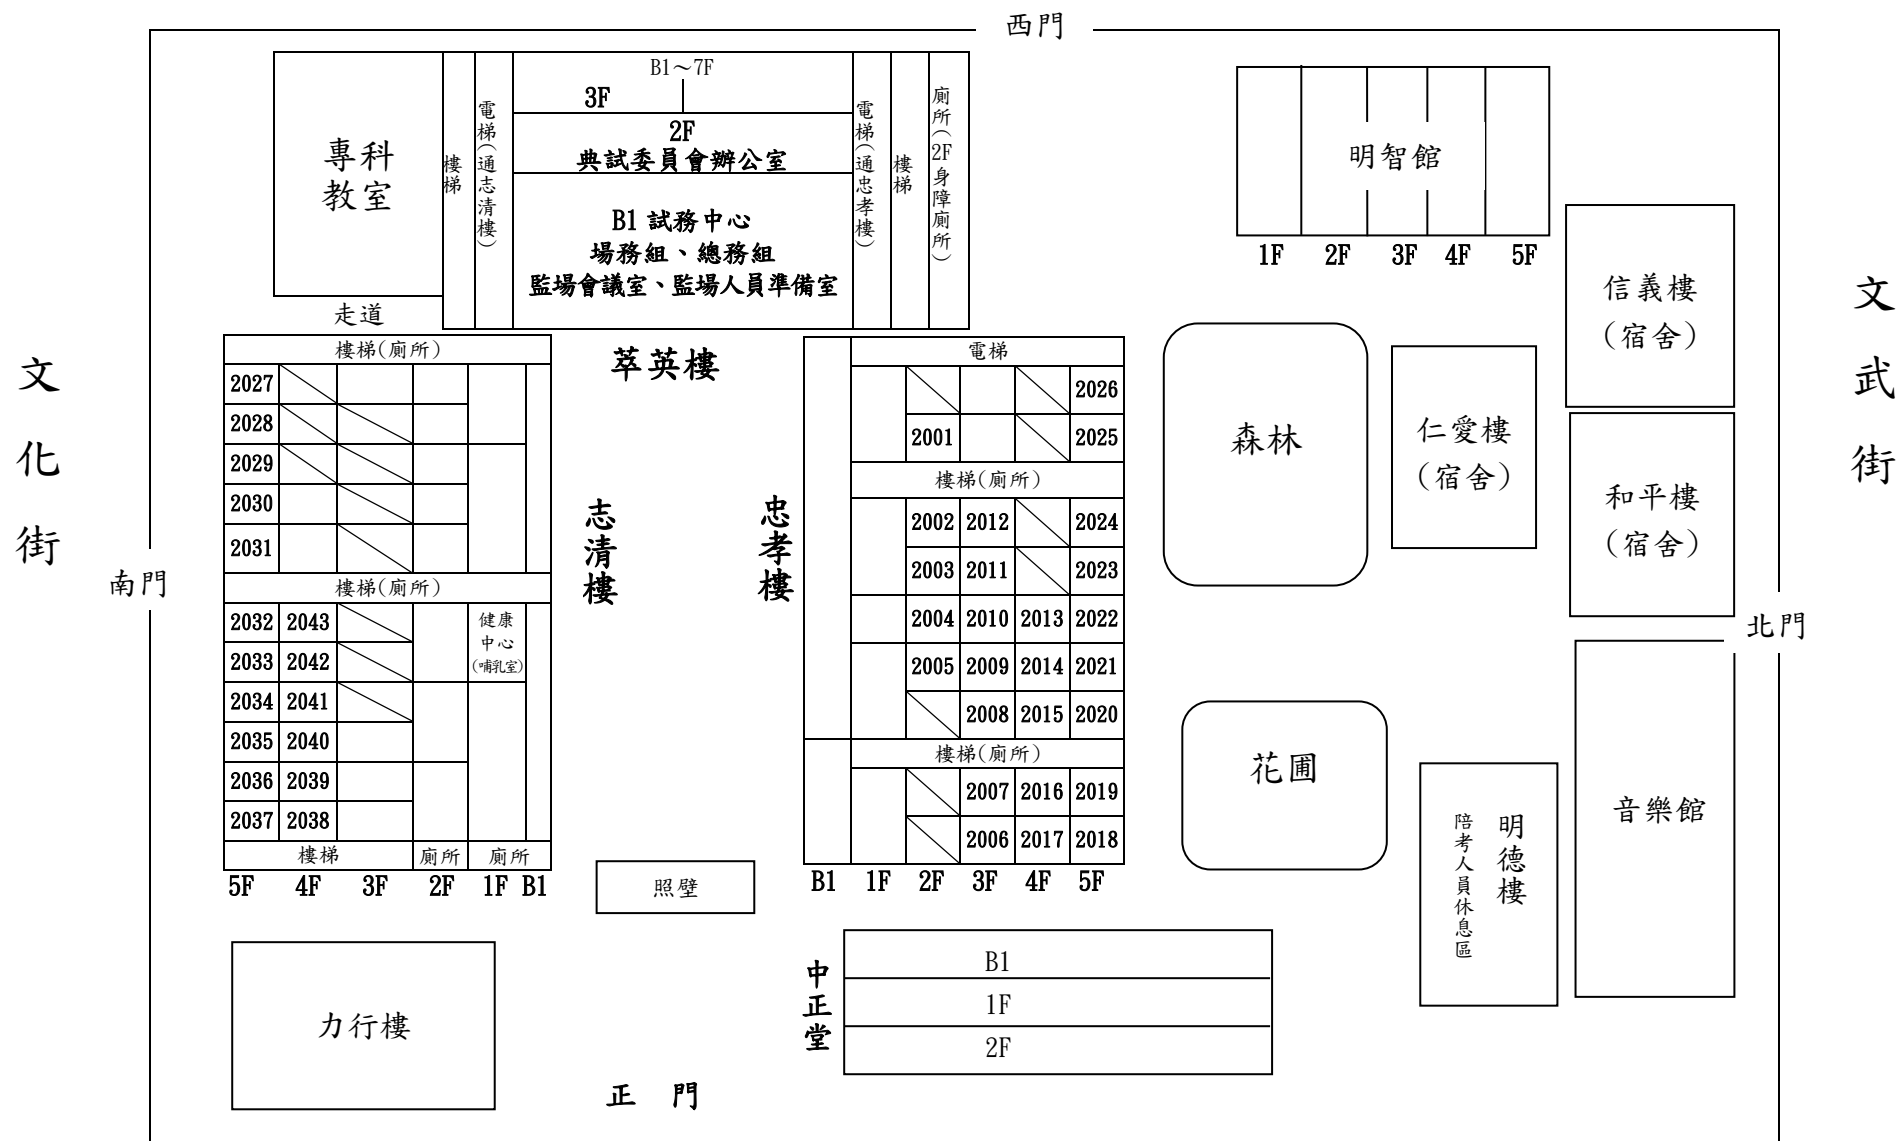 西門
文化街
南門
文武街
北門
專科
教室
樓梯
電梯(通志清樓)
B1～7F
3F
2F
典試委員會辦公室
B1 試務中心
場務組、總務組
監場會議室、監場人員準備室
電梯(通忠孝樓)
樓梯
廁所(2F身障廁所)
走道
萃英樓
明智館
1F 2F 3F 4F 5F
信義樓
(宿舍)
和平樓
(宿舍)
仁愛樓
(宿舍)
森林
花圃
音樂館
明德樓
陪考人員休息區
志清樓
樓梯(廁所)
2027
2028
2029
2030
2031
樓梯(廁所)
2032 2043
2033 2042
2034 2041
2035 2040
2036 2039
2037 2038
健康
中心
(哺乳室)
樓梯 廁所 廁所
5F 4F 3F 2F 1F B1
忠孝樓
電梯
2026
2001 2025
樓梯(廁所)
2002 2012 2024
2003 2011 2023
2004 2010 2013 2022
2005 2009 2014 2021
2008 2015 2020
樓梯(廁所)
2007 2016 2019
2006 2017 2018
B1 1F 2F 3F 4F 5F
照壁
力行樓
中正堂
B1
1F
2F
正 門